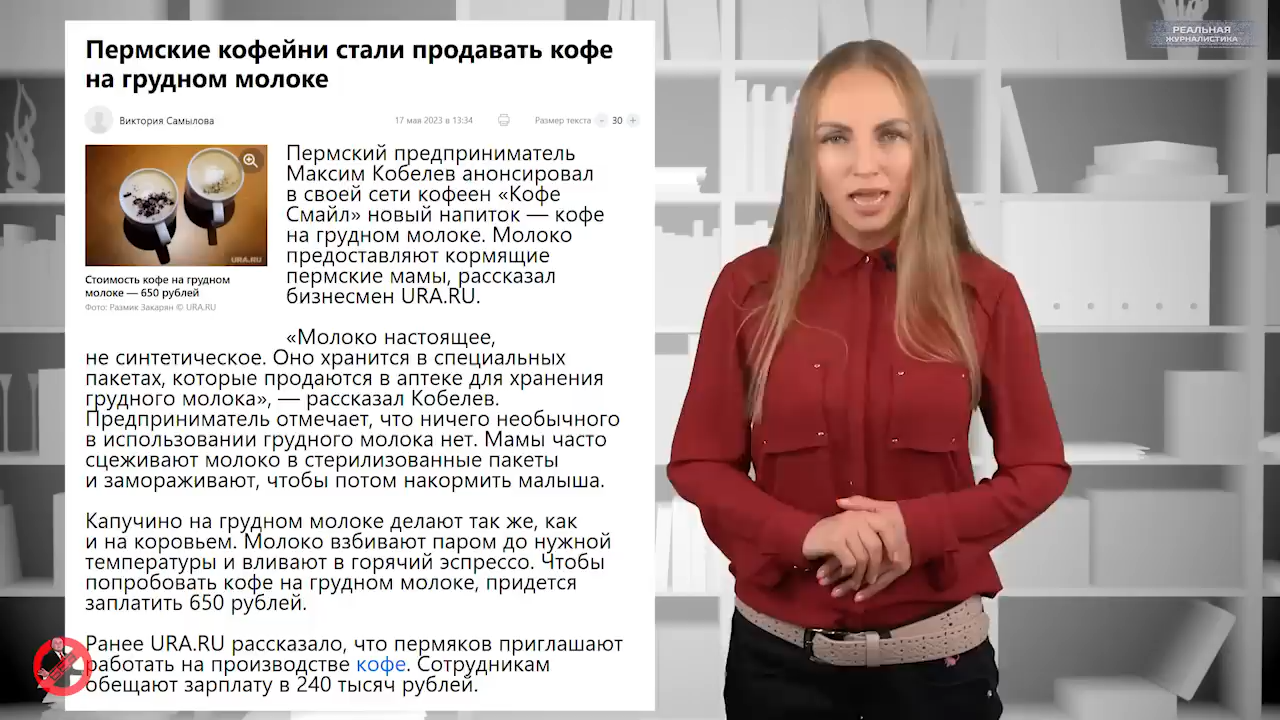 Пермские кофейни стали продавать кофе
на грудном молоке
Виктория Самылова
17 мая 2023 в 13:34
Размер текста - 30 +
URA.RU
Стоимость кофе на грудном
молоке — 650 рублей
Фото: Размик Закарян © URA.RU
Пермский предприниматель
Максим Кобелев анонсировал
в своей сети кофеен «Кофе
Смайл» новый напиток — кофе
на грудном молоке. Молоко
предоставляют кормящие
пермские мамы, рассказал
бизнесмен URA.RU.
«Молоко настоящее,
не синтетическое. Оно хранится в специальных
пакетах, которые продаются в аптеке для хранения
грудного молока», — рассказал Кобелев.
Предприниматель отмечает, что ничего необычного
в использовании грудного молока нет. Мамы часто
сцеживают молоко в стерилизованные пакеты
и замораживают, чтобы потом накормить малыша.
Капучино на грудном молоке делают так же, как
и на коровьем. Молоко взбивают паром до нужной
температуры и вливают в горячий эспрессо. Чтобы
попробовать кофе на грудном молоке, придется
заплатить 650 рублей.
Ранее URA.RU рассказало, что пермяков приглашают
работать на производстве кофе. Сотрудникам
обещают зарплату в 240 тысяч рублей.
РЕАЛЬНАЯ
ЖУРНАЛИСТИКА